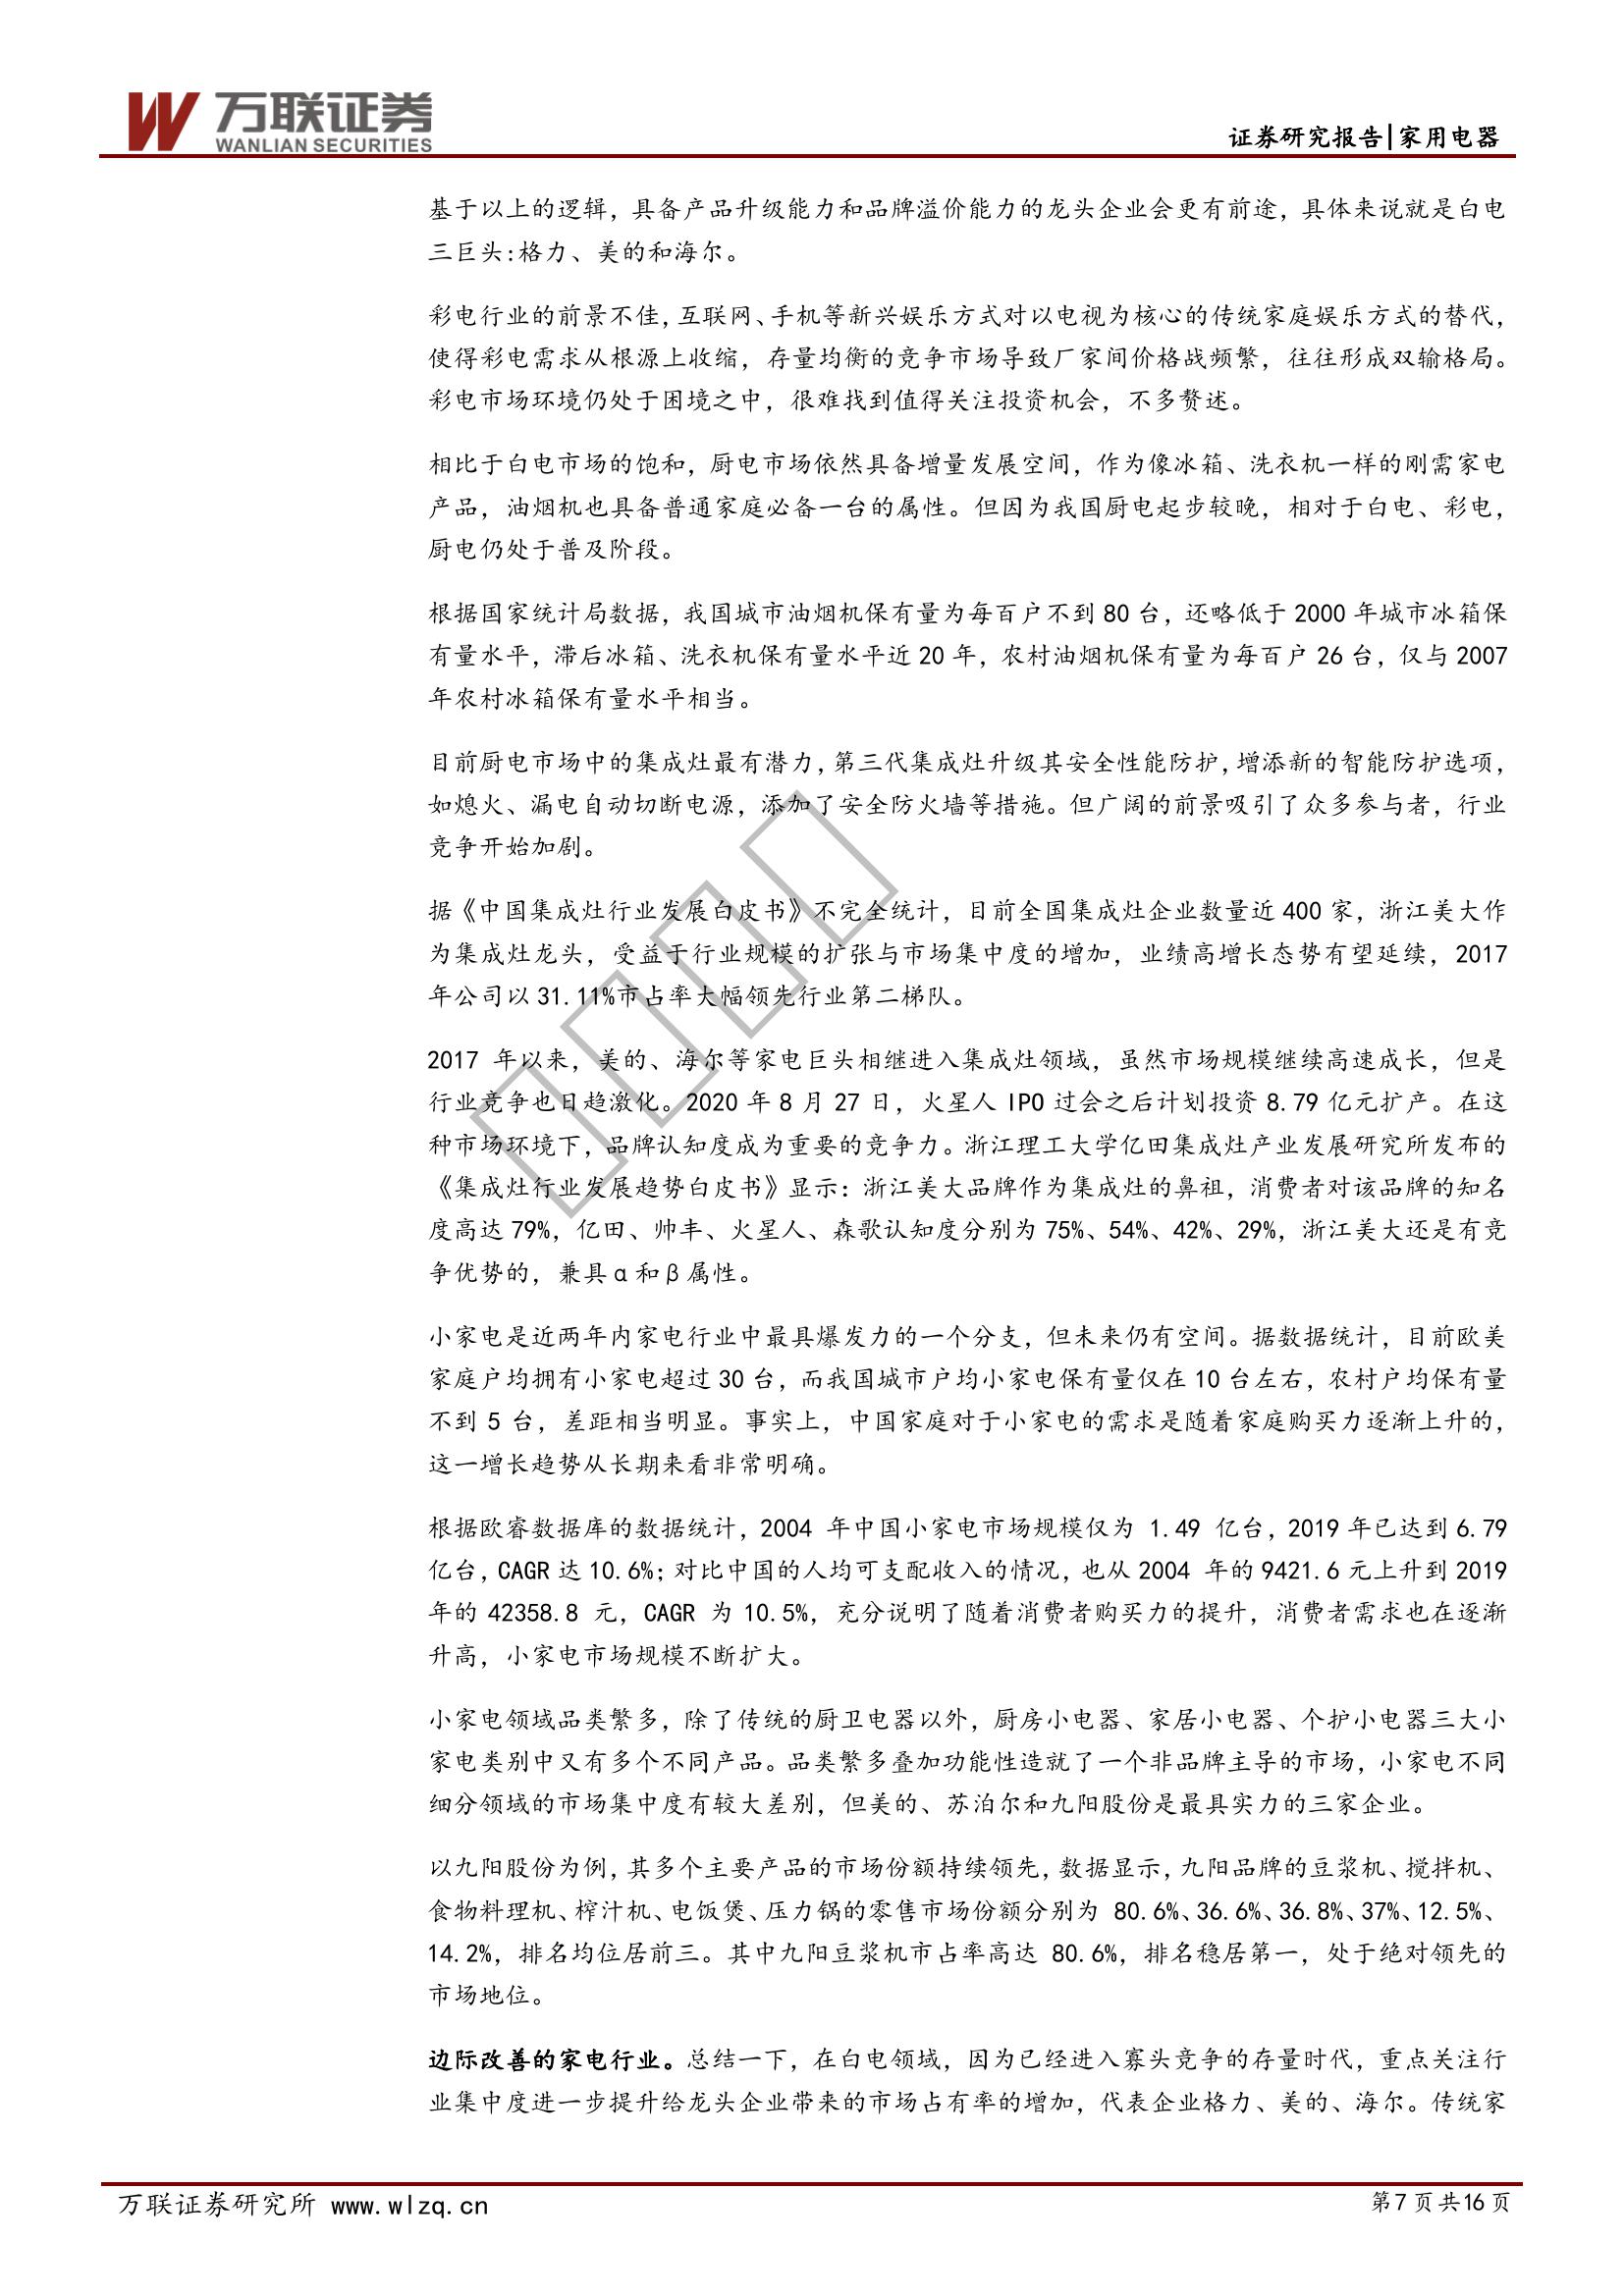 万联证券
WANLIAN SECURITIES
证券研究报告|家用电器
基于以上的逻辑，具备产品升级能力和品牌溢价能力的龙头企业会更有前途，具体来说就是白电
三巨头:格力、美的和海尔。
彩电行业的前景不佳，互联网、手机等新兴娱乐方式对以电视为核心的传统家庭娱乐方式的替代，
使得彩电需求从根源上收缩，存量均衡的竞争市场导致厂家间价格战频繁，往往形成双输格局。
彩电市场环境仍处于困境之中，很难找到值得关注投资机会，不多赘述。
相比于白电市场的饱和，厨电市场依然具备增量发展空间，作为像冰箱、洗衣机一样的刚需家电
产品，油烟机也具备普通家庭必备一台的属性。但因为我国厨电起步较晚，相对于白电、彩电，
厨电仍处于普及阶段。
根据国家统计局数据，我国城市油烟机保有量为每百户不到 80 台，还略低于 2000 年城市冰箱保
有量水平，滞后冰箱、洗衣机保有量水平近 20 年，农村油烟机保有量为每百户 26 台，仅与 2007
年农村冰箱保有量水平相当。
目前厨电市场中的集成灶最有潜力，第三代集成灶升级其安全性能防护，增添新的智能防护选项，
如熄火、漏电自动切断电源，添加了安全防火墙等措施。但广阔的前景吸引了众多参与者，行业
竞争开始加剧。
据《中国集成灶行业发展白皮书》不完全统计，目前全国集成灶企业数量近 400 家，浙江美大作
为集成灶龙头，受益于行业规模的扩张与市场集中度的增加，业绩高增长态势有望延续，2017
年公司以 31.11%市占率大幅领先行业第二梯队。
2017 年以来，美的、海尔等家电巨头相继进入集成灶领域，虽然市场规模继续高速成长，但是
行业竞争也日趋激化。2020 年 8 月 27 日，火星人 IPO 过会之后计划投资 8.79 亿元扩产。在这
种市场环境下，品牌认知度成为重要的竞争力。浙江理工大学亿田集成灶产业发展研究所发布的
《集成灶行业发展趋势白皮书》显示：浙江美大品牌作为集成灶的鼻祖，消费者对该品牌的知名
度高达 79%，亿田、帅丰、火星人、森歌认知度分别为 75%、54%、42%、29%，浙江美大还是有竞
争优势的，兼具α和β属性。
小家电是近两年内家电行业中最具爆发力的一个分支，但未来仍有空间。据数据统计，目前欧美
家庭户均拥有小家电超过 30 台，而我国城市户均小家电保有量仅在 10 台左右，农村户均保有量
不到 5 台，差距相当明显。事实上，中国家庭对于小家电的需求是随着家庭购买力逐渐上升的，
这一增长趋势从长期来看非常明确。
根据欧睿数据库的数据统计，2004 年中国小家电市场规模仅为 1.49 亿台，2019 年已达到 6.79
亿台，CAGR 达 10.6%；对比中国的人均可支配收入的情况，也从 2004 年的 9421.6 元上升到 2019
年的 42358.8 元，CAGR 为 10.5%，充分说明了随着消费者购买力的提升，消费者需求也在逐渐
升高，小家电市场规模不断扩大。
小家电领域品类繁多，除了传统的厨卫电器以外，厨房小电器、家居小电器、个护小电器三大小
家电类别中又有多个不同产品。品类繁多叠加功能性造就了一个非品牌主导的市场，小家电不同
细分领域的市场集中度有较大差别，但美的、苏泊尔和九阳股份是最具实力的三家企业。
以九阳股份为例，其多个主要产品的市场份额持续领先，数据显示，九阳品牌的豆浆机、搅拌机、
食物料理机、榨汁机、电饭煲、压力锅的零售市场份额分别为 80.6%、36.6%、36.8%、37%、12.5%、
14.2%，排名均位居前三。其中九阳豆浆机市占率高达 80.6%，排名稳居第一，处于绝对领先的
市场地位。
边际改善的家电行业。总结一下，在白电领域，因为已经进入寡头竞争的存量时代，重点关注行
业集中度进一步提升给龙头企业带来的市场占有率的增加，代表企业格力、美的、海尔。传统家
万联证券研究所 www.wlzq.cn
第 7 页 共 16 页